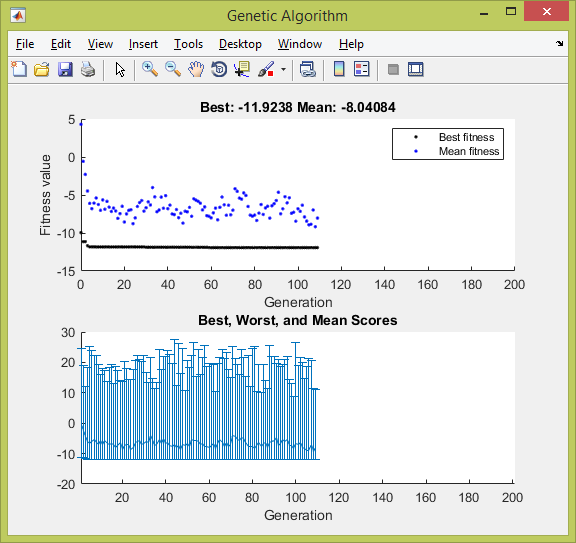 Genetic Algorithm
File Edit View Insert Tools Desktop Window Help
Best: -11.9238 Mean: -8.04084
5
0
-5
-10
-15
Fitness value
Best fitness
Mean fitness
0 20 40 60 80 100 120 140 160 180 200
Generation
Best, Worst, and Mean Scores
30
20
10
0
-10
-20
20 40 60 80 100 120 140 160 180 200
Generation